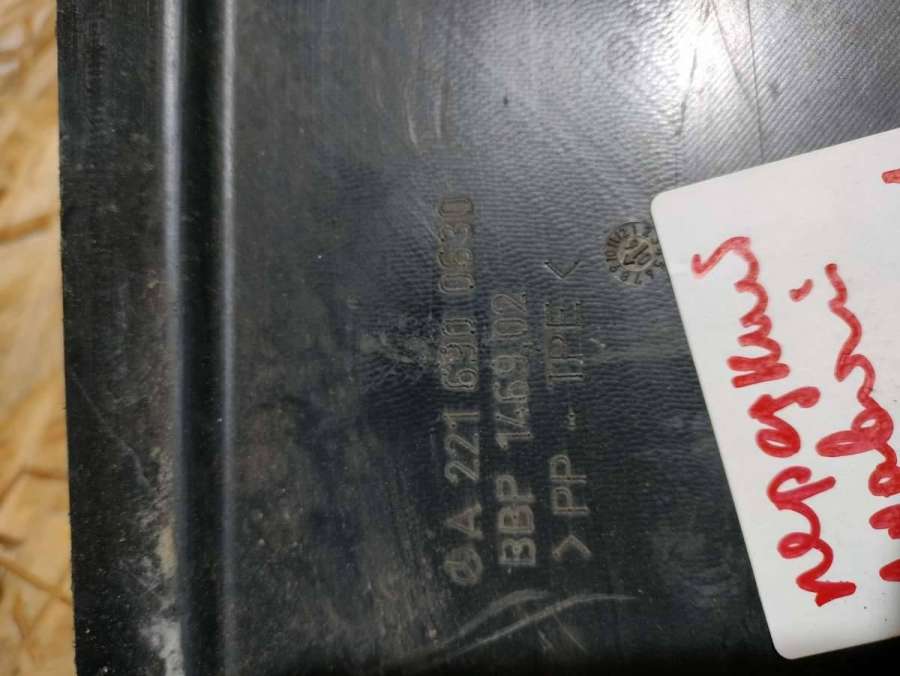 A 221 690 0630
BBP 1469.02
>PP - TPE<
передний
левый